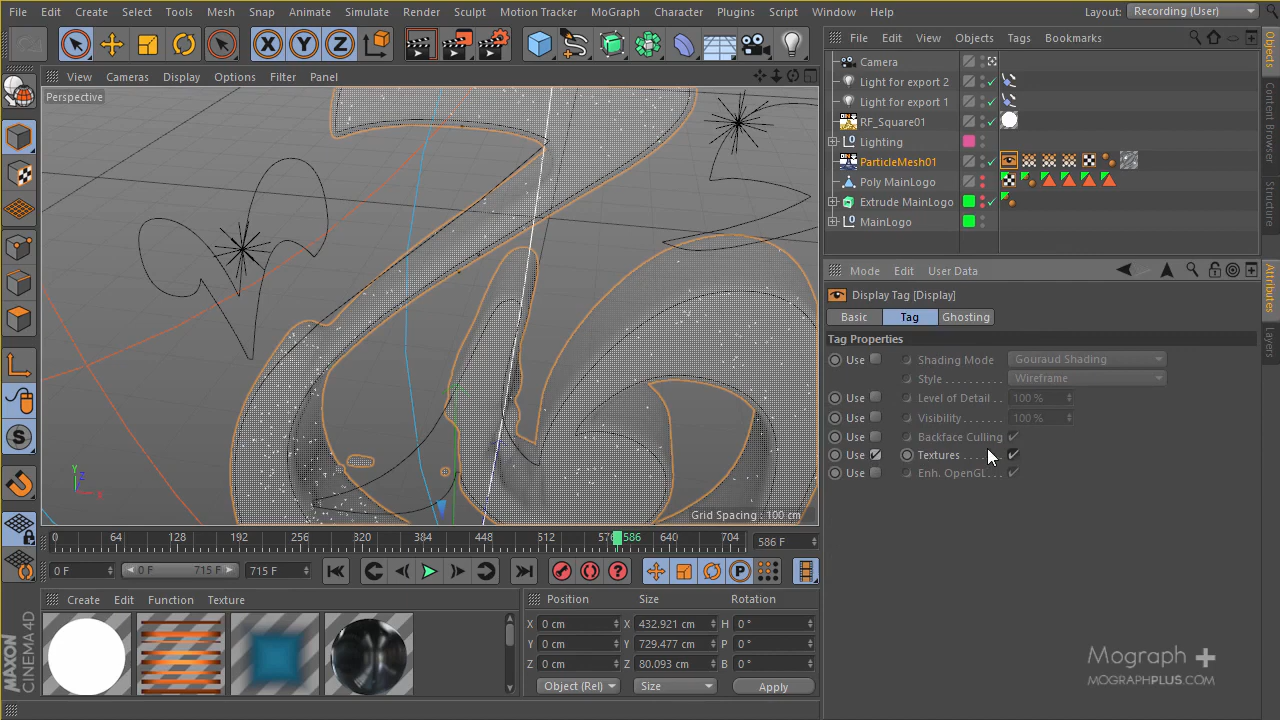 File Edit Create Select Tools Mesh Snap Animate Simulate Render Sculpt Motion Tracker MoGraph Character Plugins Script Window Help Layout: Recording (User)
X Y Z
File Edit View Objects Tags Bookmarks
View Cameras Display Options Filter Panel
Perspective
Camera
Light for export 2
Light for export 1
RF_Square01
Lighting
ParticleMesh01
Poly MainLogo
Extrude MainLogo
MainLogo
Objects
Content Browser
Structure
Attributes
Layers
Mode Edit User Data
Display Tag [Display]
Basic Tag Ghosting
Tag Properties
Use Shading Mode Gouraud Shading
Style . . . . . . . . . . Wireframe
Use Level of Detail . . 100 %
Use Visibility . . . . . . . 100 %
Use Backface Culling
Use Textures . . . . . . .
Use Enh. OpenGL . . .
Y Z X
Grid Spacing : 100 cm
0 64 128 192 256 320 384 448 512 576 586 640 704 586 F
0 F 0 F 715 F 715 F
Create Edit Function Texture
Position Size Rotation
X 0 cm X 432.921 cm H 0 °
Y 0 cm Y 729.477 cm P 0 °
Z 0 cm Z 80.093 cm B 0 °
Object (Rel) Size Apply
MAXON
CINEMA 4D
Mograph +
MOGRAPHPLUS.COM